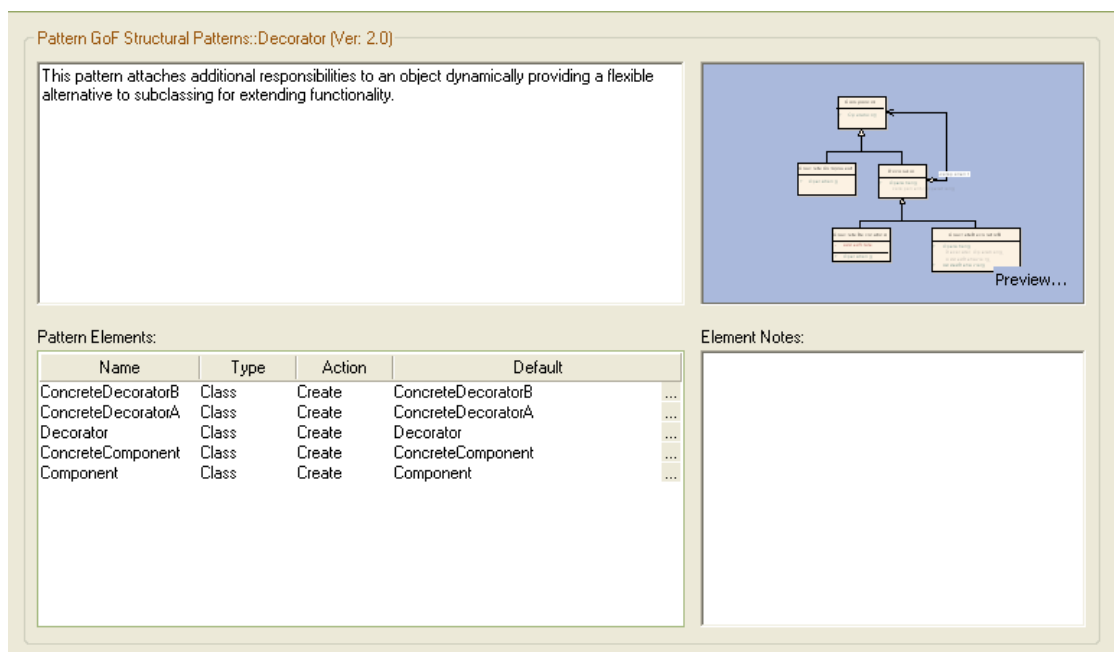 Pattern GoF Structural Patterns::Decorator (Ver: 2.0)
This pattern attaches additional responsibilities to an object dynamically providing a flexible
alternative to subclassing for extending functionality.
Preview...
Pattern Elements:
Element Notes:
Name Type Action Default
ConcreteDecoratorB Class Create ConcreteDecoratorB ...
ConcreteDecoratorA Class Create ConcreteDecoratorA ...
Decorator Class Create Decorator ...
ConcreteComponent Class Create ConcreteComponent ...
Component Class Create Component ...